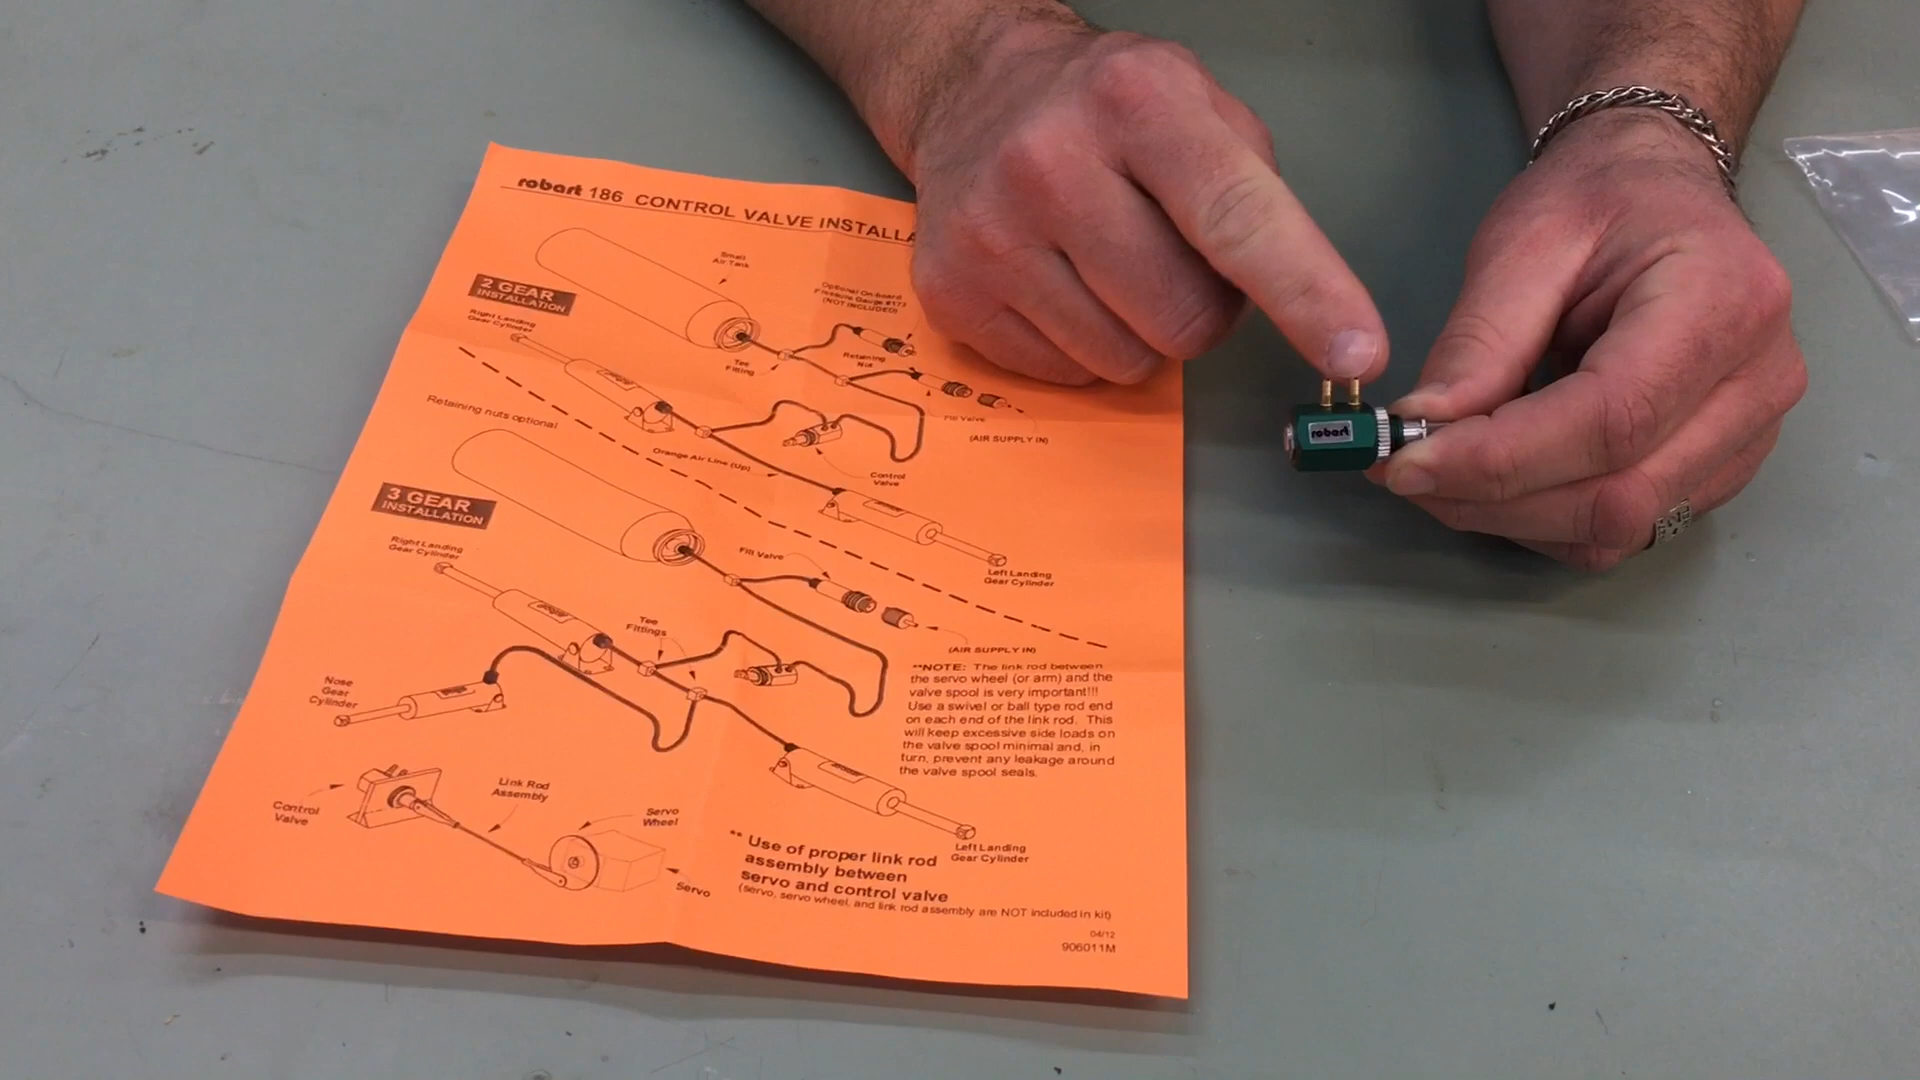 robart 186 CONTROL VALVE INSTALLA
Small
Air Tank
2 GEAR
INSTALLATION
Optional On-board
Pressure Gauge #173
(NOT INCLUDED)
Right Landing
Gear Cylinder
Tee
Fitting
Retaining
Nut
Fill Valve
(AIR SUPPLY IN)
Retaining nuts optional
Orange Air Line (Up)
Control
Valve
robart
Left Landing
Gear Cylinder
3 GEAR
INSTALLATION
Right Landing
Gear Cylinder
Fill Valve
Tee
Fittings
(AIR SUPPLY IN)
**NOTE: The link rod between
the servo wheel (or arm) and the
valve spool is very important!!!
Use a swivel or ball type rod end
on each end of the link rod. This
will keep excessive side loads on
the valve spool minimal and, in
turn, prevent any leakage around
the valve spool seals.
Nose
Gear
Cylinder
Control
Valve
Link Rod
Assembly
Servo
Wheel
Servo
Left Landing
Gear Cylinder
** Use of proper link rod
assembly between
servo and control valve
(servo, servo wheel, and link rod assembly are NOT included in kit)
04/12
906011M